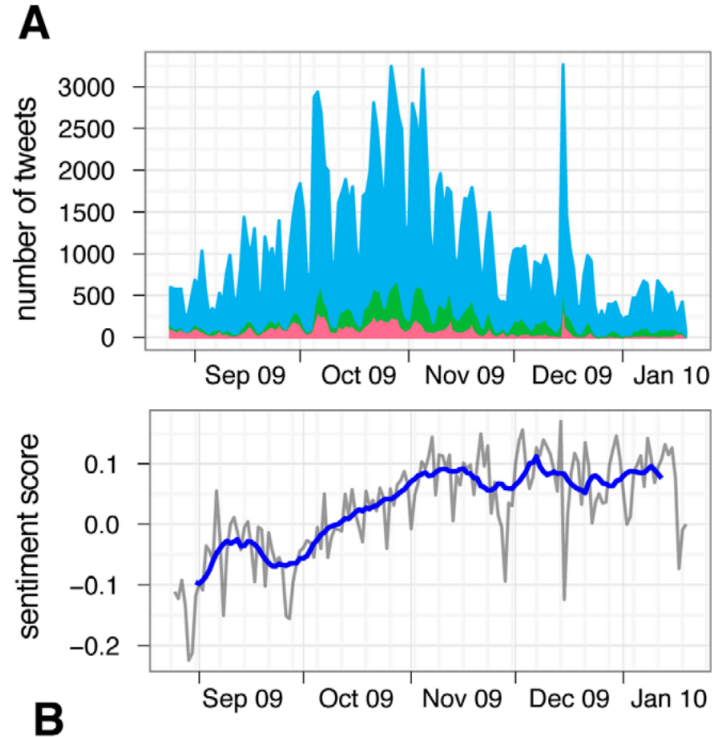 A
number of tweets
3000
2500
2000
1500
1000
500
0
Sep 09 Oct 09 Nov 09 Dec 09 Jan 10
sentiment score
0.1
0.0
−0.1
−0.2
Sep 09 Oct 09 Nov 09 Dec 09 Jan 10
B